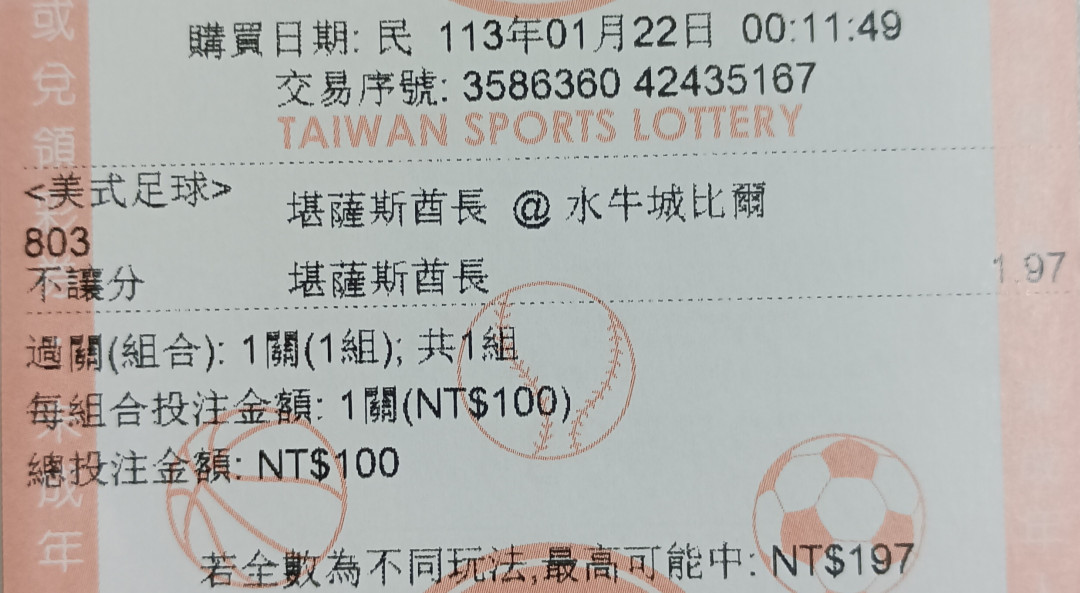 購買日期: 民 113年01月22日 00:11:49
交易序號: 3586360 42435167
TAIWAN SPORTS LOTTERY
<美式足球>
堪薩斯酋長 @ 水牛城比爾
803
不讓分 堪薩斯酋長 1.97
過關(組合): 1關(1組); 共1組
每組合投注金額: 1關(NT$100)
總投注金額: NT$100
若全數為不同玩法,最高可能中: NT$197
或兌領彩
未成年